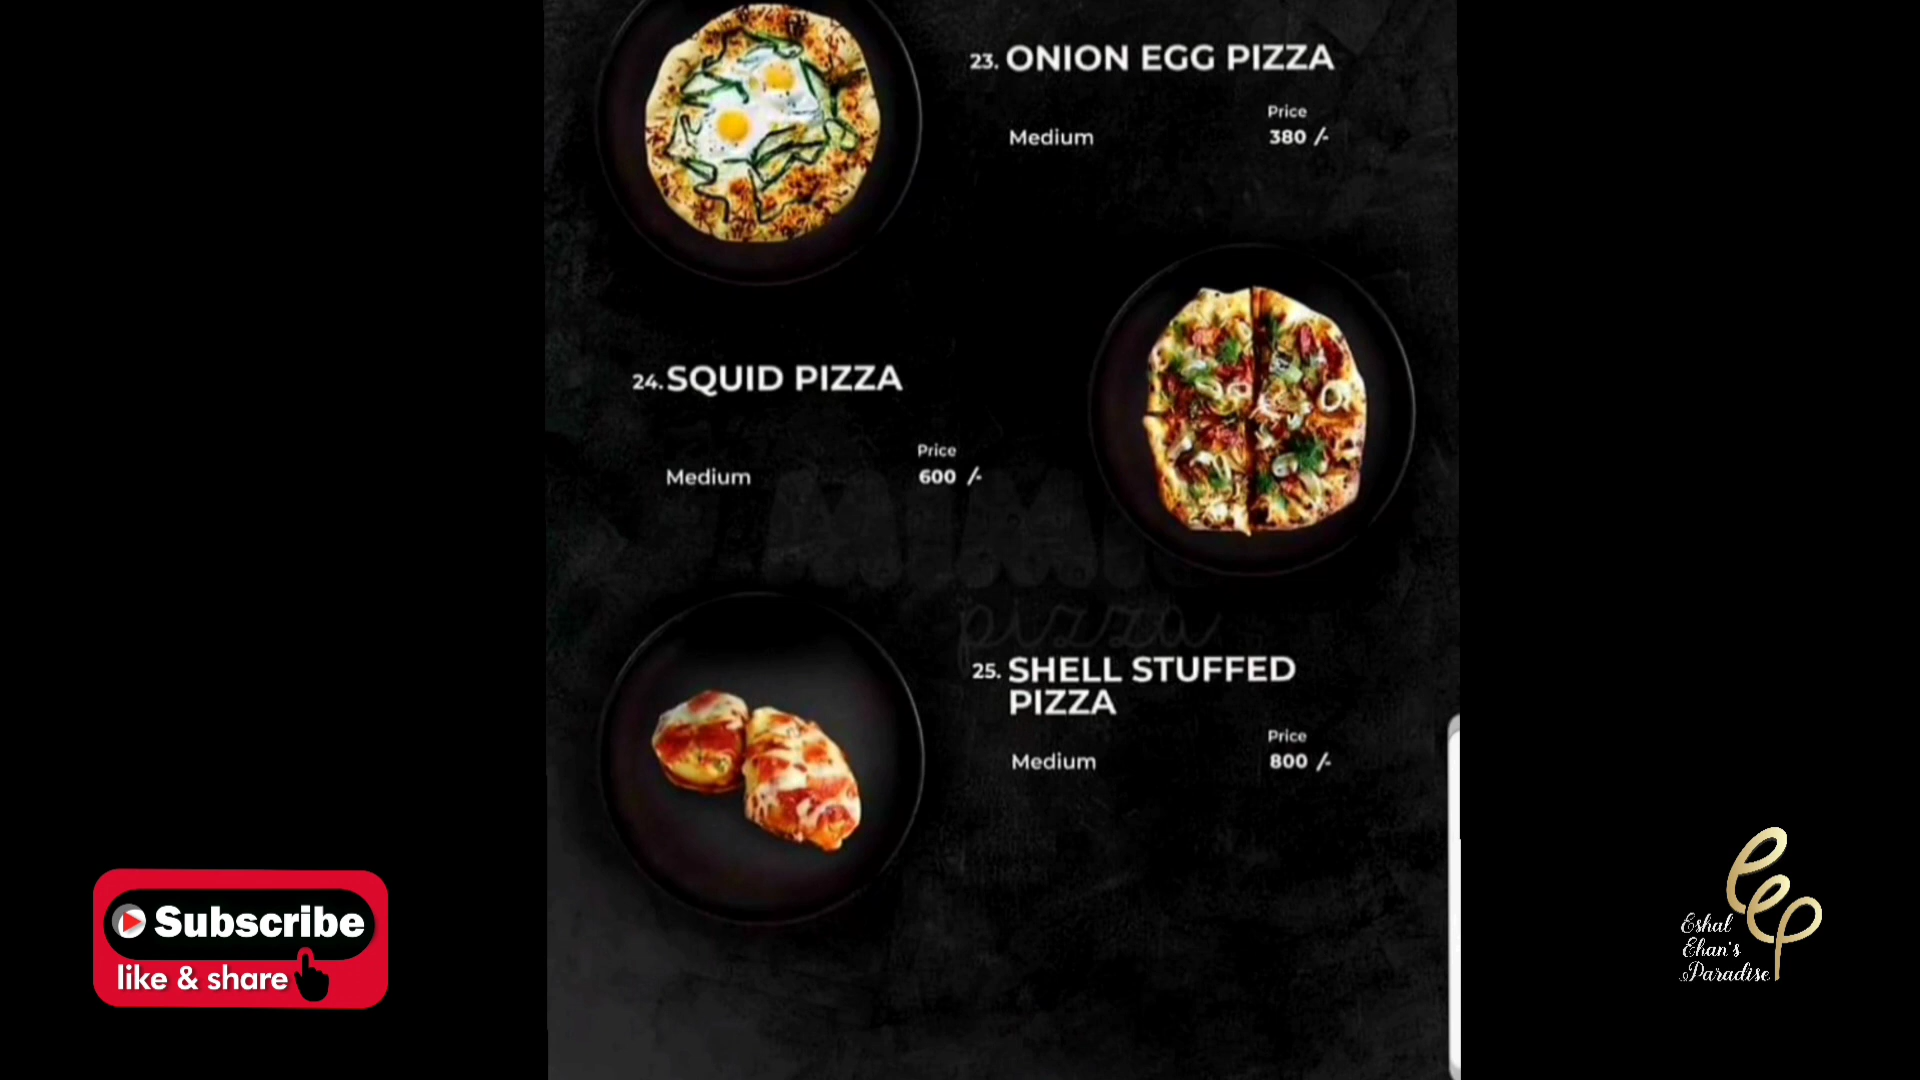 23. ONION EGG PIZZA
Price
Medium 380 /-
24. SQUID PIZZA
Price
Medium 600 /-
pizza
25. SHELL STUFFED
PIZZA
Price
Medium 800 /-
Subscribe
like & share
Eshal
Ehan's
Paradise